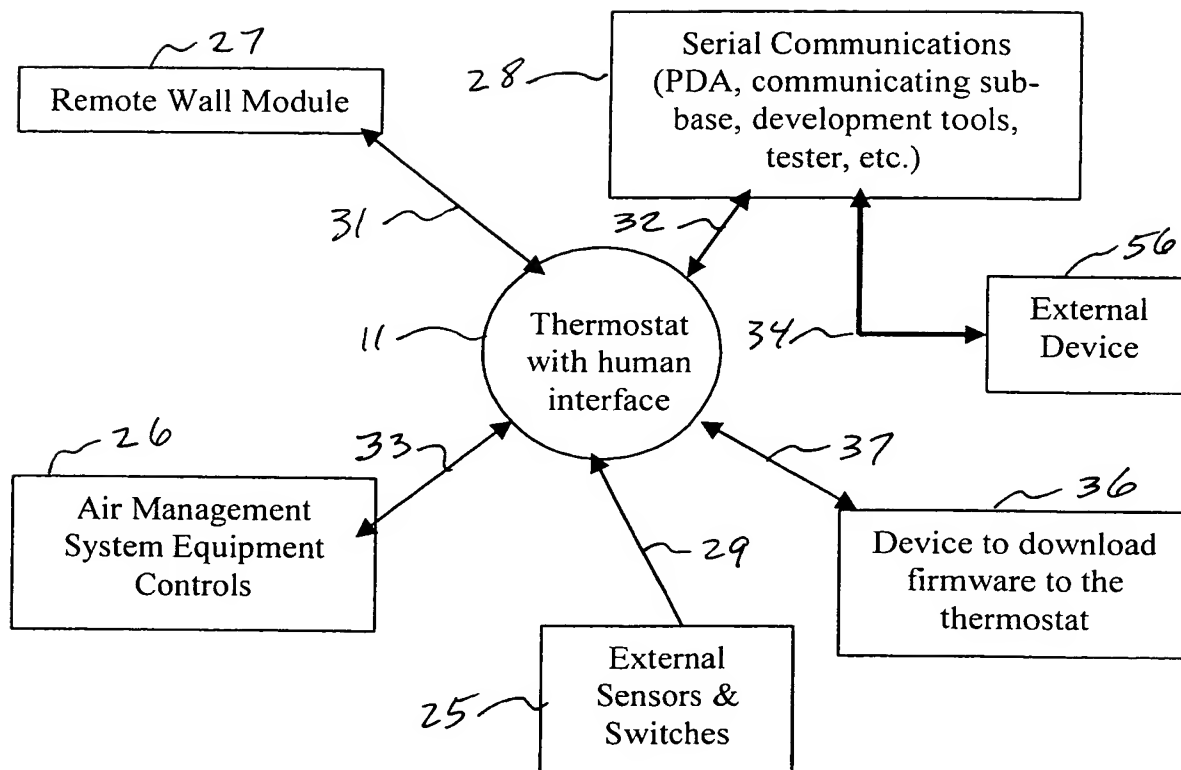 27
Remote Wall Module
28
Serial Communications
(PDA, communicating sub-
base, development tools,
tester, etc.)
31
32
56
External
Device
34
11
Thermostat
with human
interface
26
Air Management
System Equipment
Controls
33
37
36
Device to download
firmware to the
thermostat
29
25
External
Sensors &
Switches